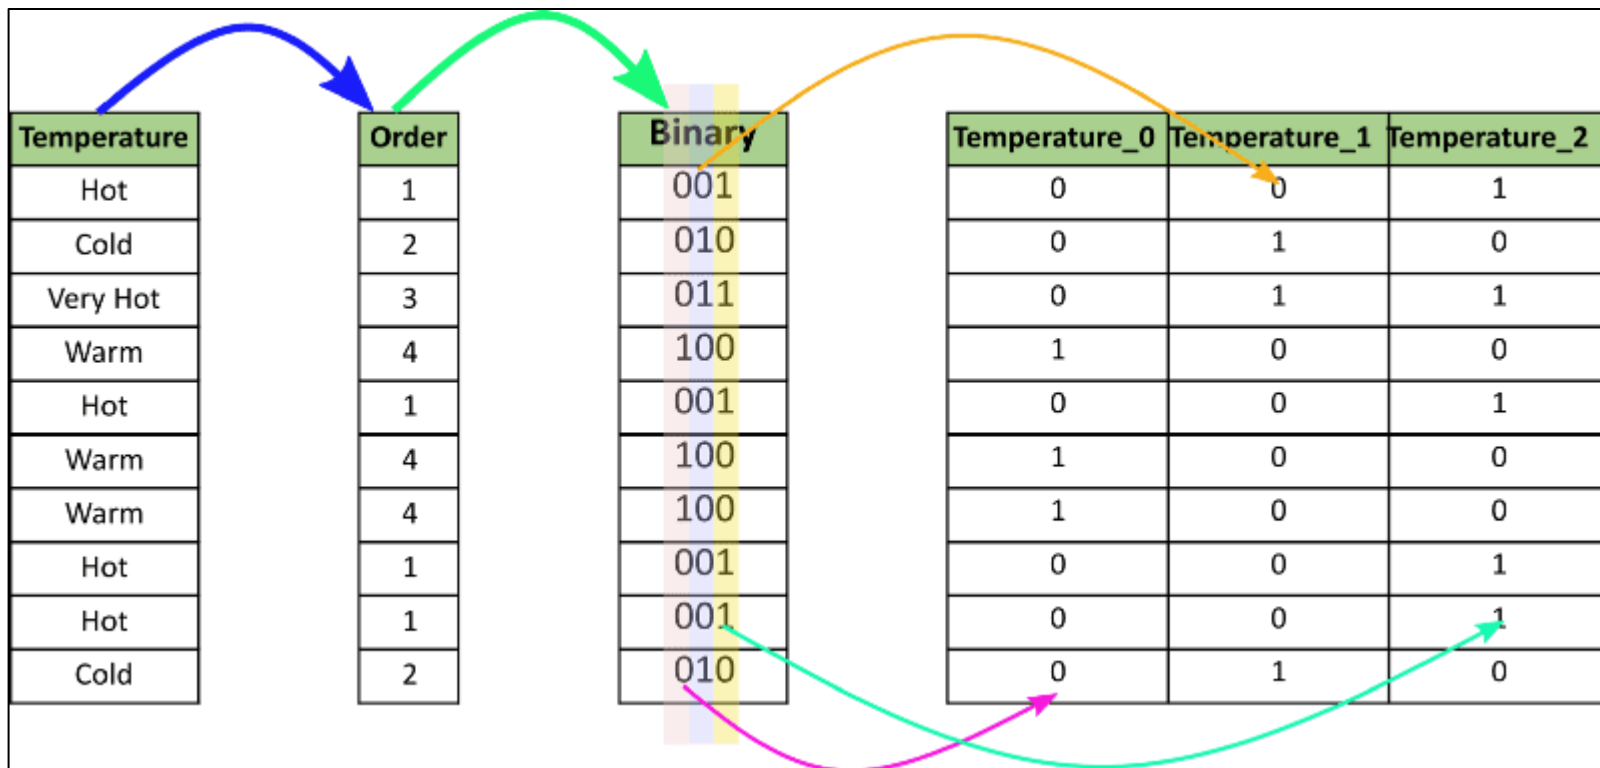 Temperature Order Binary Temperature_0 Temperature_1 Temperature_2
Hot 1 001 0 0 1
Cold 2 010 0 1 0
Very Hot 3 011 0 1 1
Warm 4 100 1 0 0
Hot 1 001 0 0 1
Warm 4 100 1 0 0
Warm 4 100 1 0 0
Hot 1 001 0 0 1
Hot 1 001 0 0 1
Cold 2 010 0 1 0